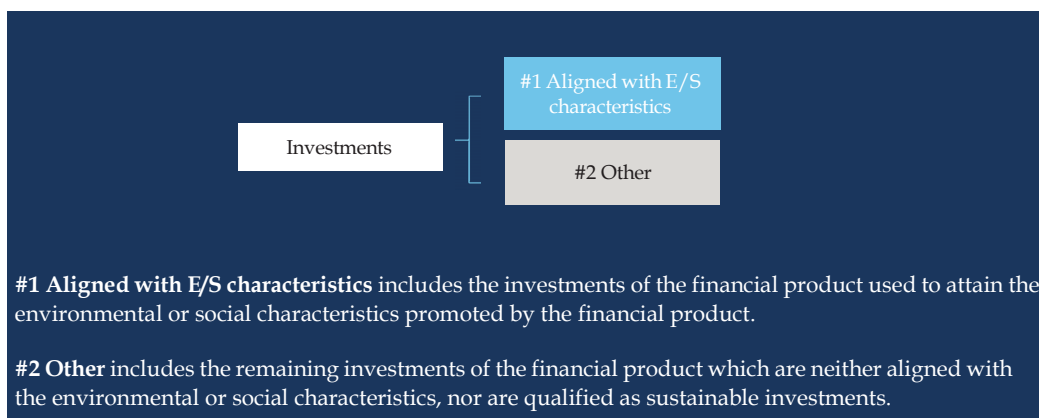 #1 Aligned with E/S
characteristics
Investments
#2 Other
#1 Aligned with E/S characteristics includes the investments of the financial product used to attain the
environmental or social characteristics promoted by the financial product.
#2 Other includes the remaining investments of the financial product which are neither aligned with
the environmental or social characteristics, nor are qualified as sustainable investments.